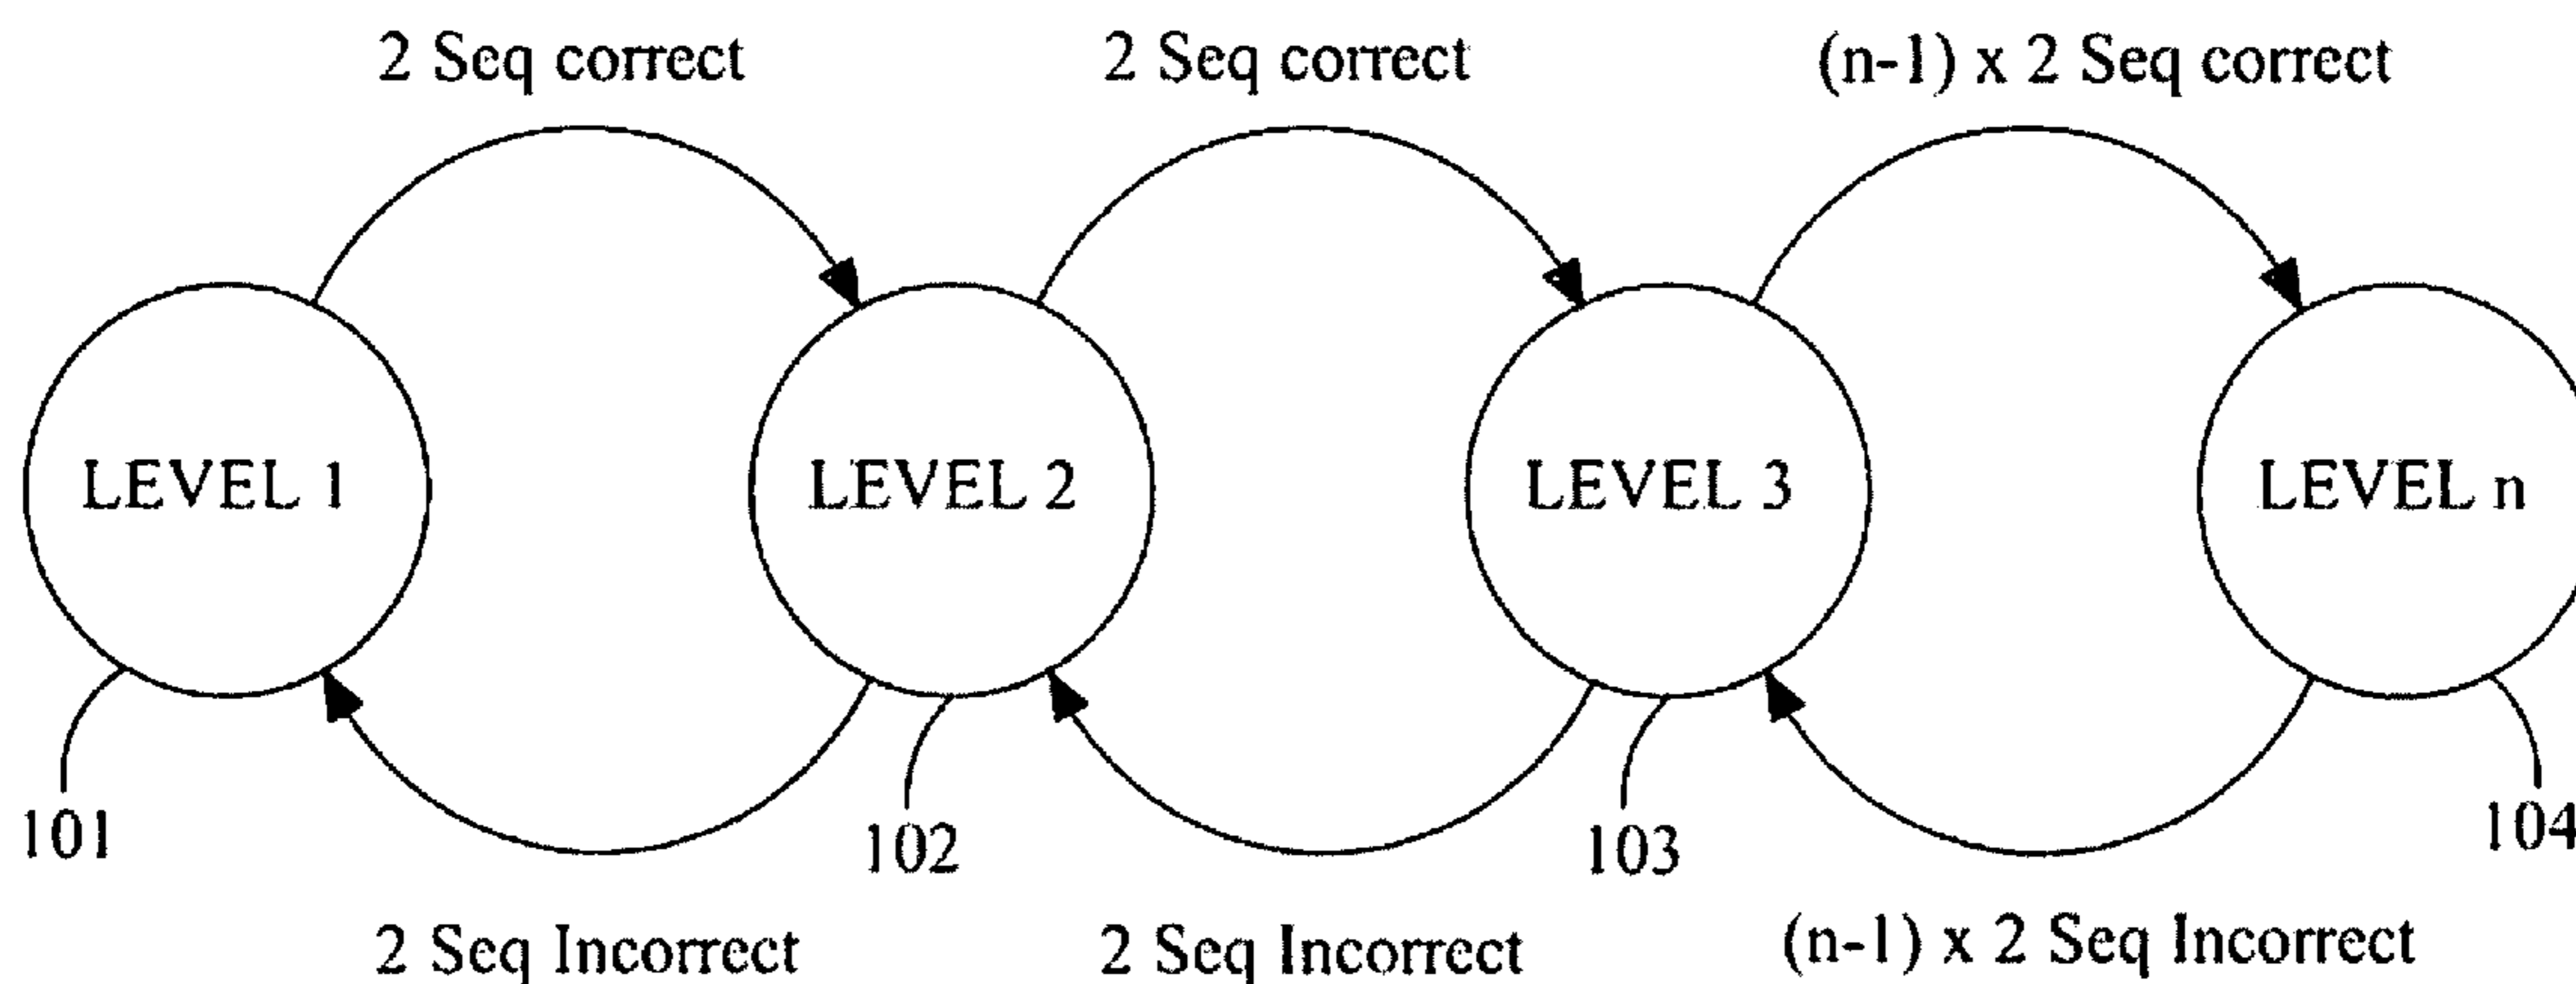 2 Seq correct
2 Seq correct
(n-1) x 2 Seq correct
LEVEL 1
LEVEL 2
LEVEL 3
LEVEL n
101
102
103
104
2 Seq Incorrect
2 Seq Incorrect
(n-1) x 2 Seq Incorrect